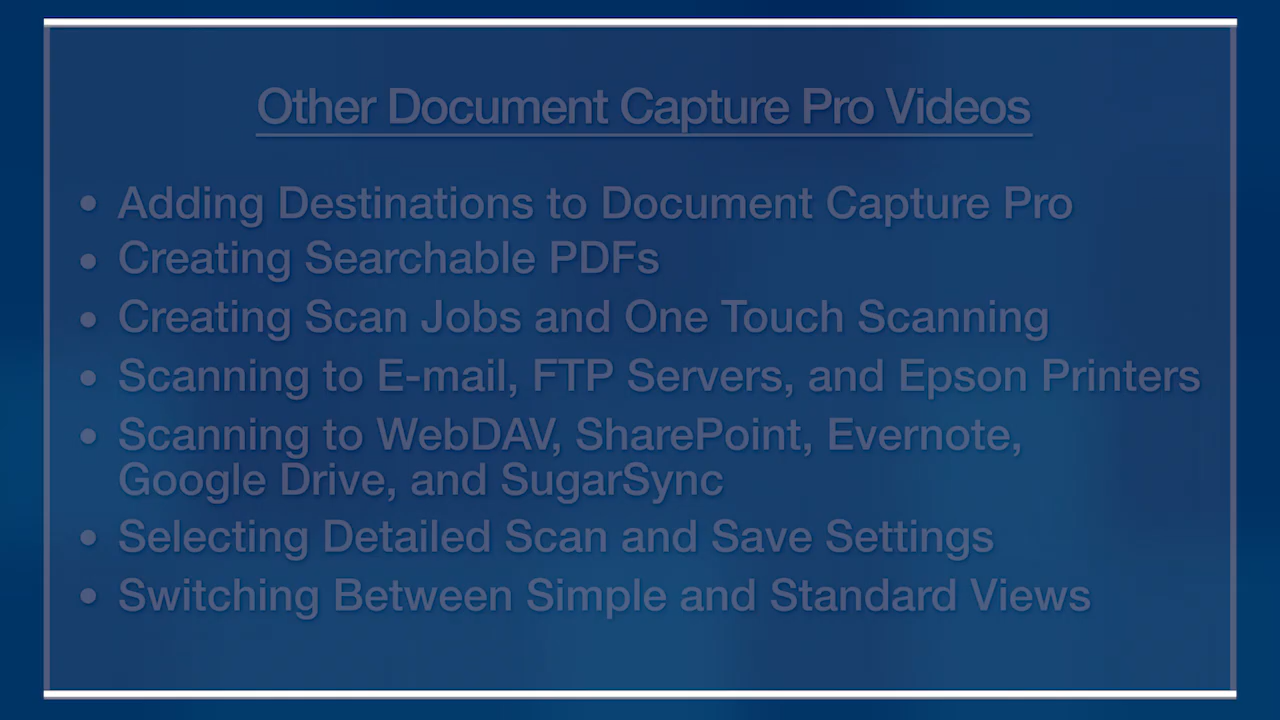 Other Document Capture Pro Videos
• Adding Destinations to Document Capture Pro
• Creating Searchable PDFs
• Creating Scan Jobs and One Touch Scanning
• Scanning to E-mail, FTP Servers, and Epson Printers
• Scanning to WebDAV, SharePoint, Evernote,
Google Drive, and SugarSync
• Selecting Detailed Scan and Save Settings
• Switching Between Simple and Standard Views